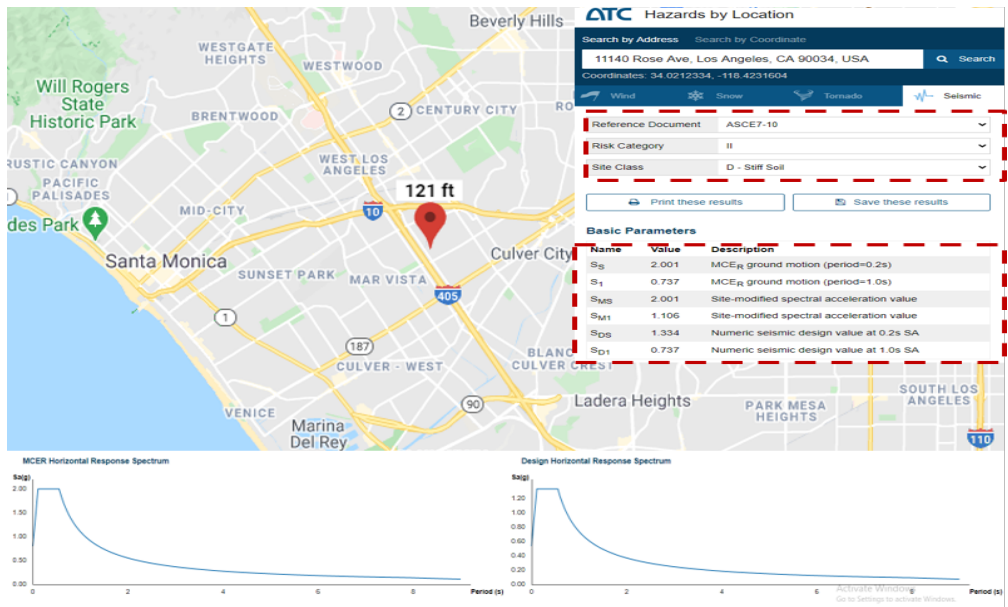 Beverly Hills
WESTGATE
HEIGHTS
WESTWOOD
Will Rogers
State
Historic Park
BRENTWOOD
2
CENTURY CITY
RO
RUSTIC CANYON
WEST LOS
ANGELES
PACIFIC
PALISADES
121 ft
des Park
MID-CITY
10
Santa Monica
Culver City
SUNSET PARK
MAR VISTA
405
1
187
CULVER - WEST
BLANC
CULVER CREST
90
Ladera Heights
SOUTH LOS
ANGELES
PARK MESA
HEIGHTS
VENICE
Marina
Del Rey
110
ATC Hazards by Location
Search by Address Search by Coordinate
11140 Rose Ave, Los Angeles, CA 90034, USA Search
Coordinates: 34.0212334, -118.4231604
Wind Snow Tornado Seismic
Reference Document ASCE7-10
Risk Category II
Site Class D - Stiff Soil
Print these results Save these results
Basic Parameters
Name Value Description
SS 2.001 MCER ground motion (period=0.2s)
S1 0.737 MCER ground motion (period=1.0s)
SMS 2.001 Site-modified spectral acceleration value
SM1 1.106 Site-modified spectral acceleration value
SDS 1.334 Numeric seismic design value at 0.2s SA
SD1 0.737 Numeric seismic design value at 1.0s SA
MCER Horizontal Response Spectrum
Sa(g)
2.00
1.50
1.00
0.50
0.00
0 2 4 6 8 Period (s)
Design Horizontal Response Spectrum
Sa(g)
1.20
1.00
0.80
0.60
0.40
0.20
0.00
0 2 4 6 8 Period (s)
Activate Windows
Go to Settings to activate Windows.